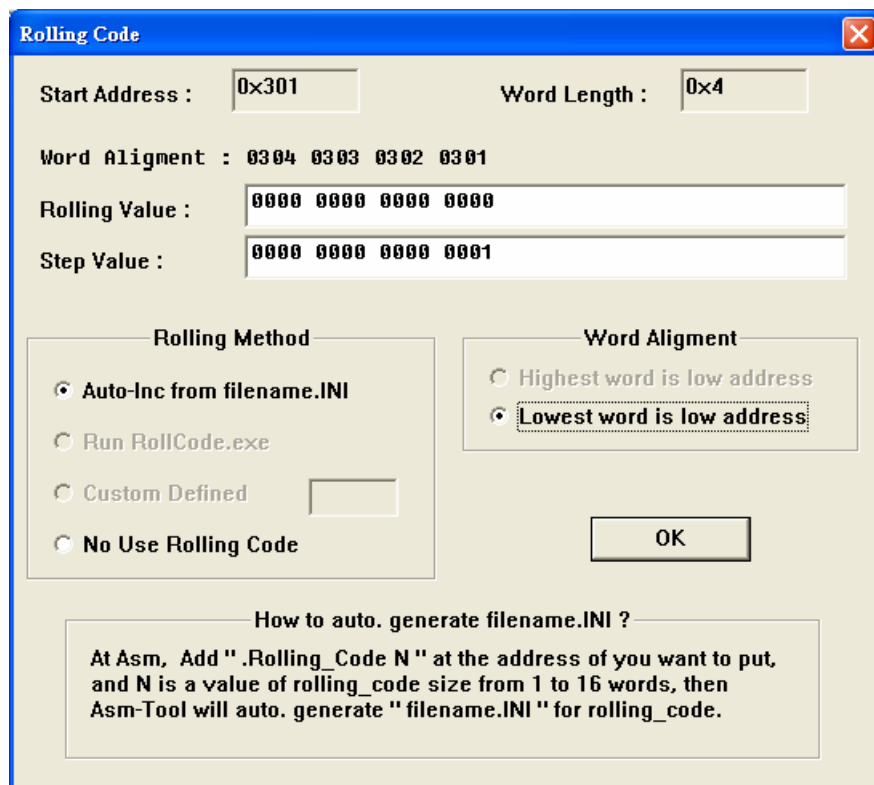 Rolling Code
Start Address : 0x301 Word Length : 0x4
Word Aligment : 0304 0303 0302 0301
Rolling Value : 0000 0000 0000 0000
Step Value : 0000 0000 0000 0001
Rolling Method
Auto-Inc from filename.INI
Run RollCode.exe
Custom Defined
No Use Rolling Code
Word Aligment
Highest word is low address
Lowest word is low address
OK
How to auto. generate filename.INI ?
At Asm, Add " .Rolling_Code N " at the address of you want to put,
and N is a value of rolling_code size from 1 to 16 words, then
Asm-Tool will auto. generate " filename.INI " for rolling_code.